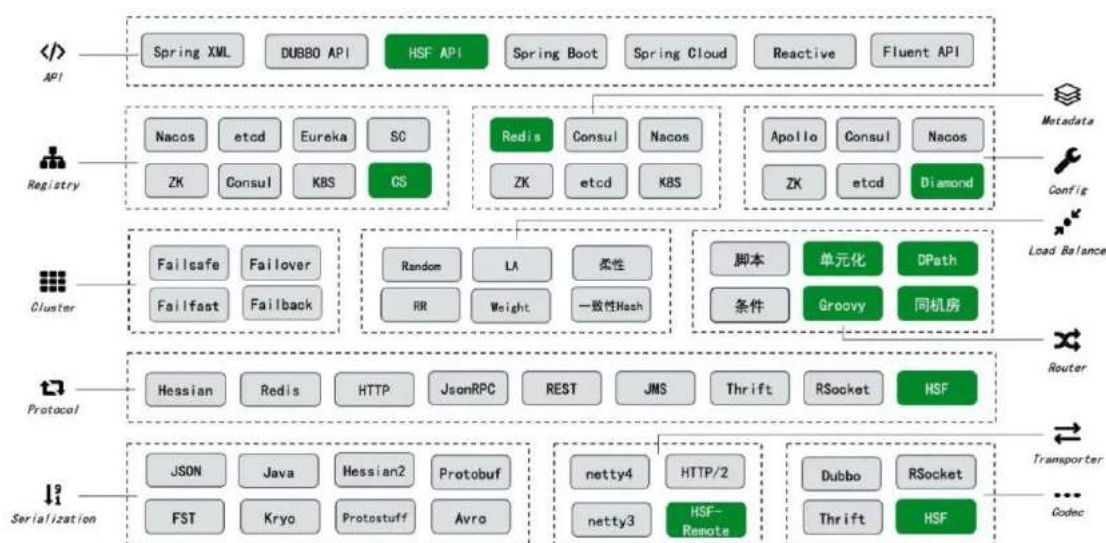 Spring XML DUBBO API HSF API Spring Boot Spring Cloud Reactive Fluent API
API
Metadata
Nacos etcd Eureka SC Redis Consul Nacos Apollo Consul Nacos
ZK Consul K8S CS ZK etcd K8S ZK etcd Diamond
Registry
Config
Load Balance
Failsafe Failover Random LA 柔性 脚本 单元化 DPath
Failfast Failback RR Weight 一致性Hash 条件 Groovy 同机房
Cluster
Router
Hessian Redis HTTP JsonRPC REST JMS Thrift RSocket HSF
Protocol
Transporter
JSON Java Hessian2 Protobuf netty4 HTTP/2 Dubbo RSocket
FST Kryo Protostuff Avro netty3 HSF-
Remote Thrift HSF
Serialization
Codec